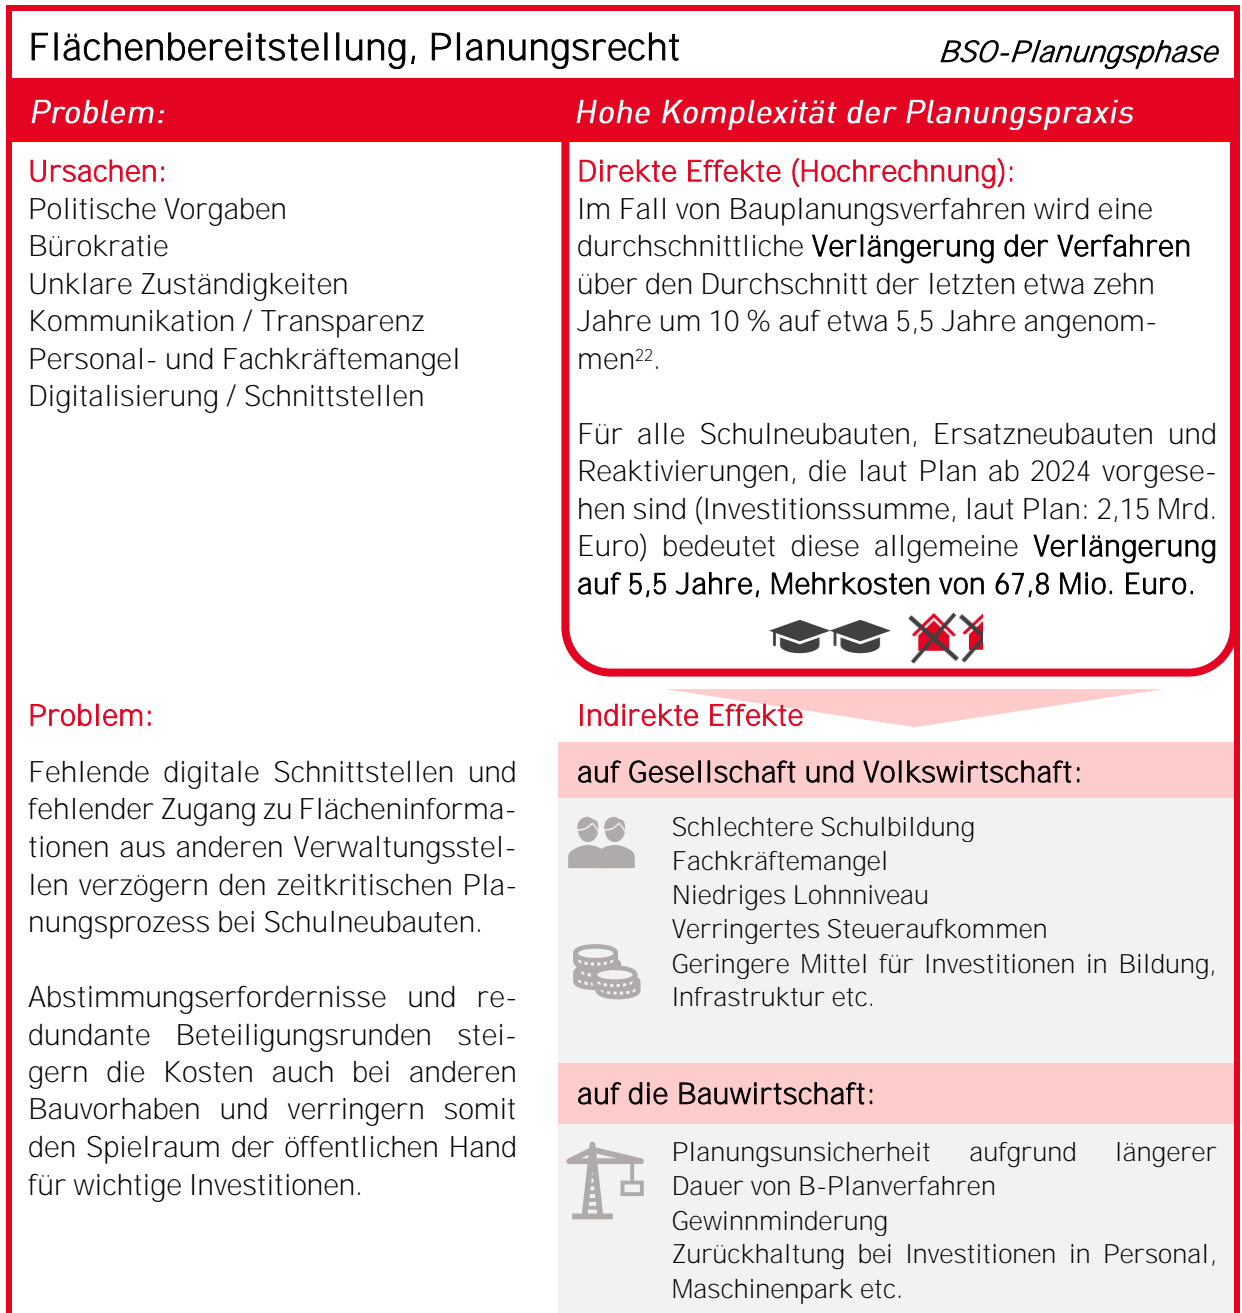 Flächenbereitstellung, Planungsrecht
BSO-Planungsphase
Problem:
Hohe Komplexität der Planungspraxis
Ursachen:
Politische Vorgaben
Bürokratie
Unklare Zuständigkeiten
Kommunikation / Transparenz
Personal- und Fachkräftemangel
Digitalisierung / Schnittstellen
Direkte Effekte (Hochrechnung):
Im Fall von Bauplanungsverfahren wird eine
durchschnittliche Verlängerung der Verfahren
über den Durchschnitt der letzten etwa zehn
Jahre um 10 % auf etwa 5,5 Jahre angenom-
men²².
Für alle Schulneubauten, Ersatzneubauten und
Reaktivierungen, die laut Plan ab 2024 vorgese-
hen sind (Investitionssumme, laut Plan: 2,15 Mrd.
Euro) bedeutet diese allgemeine Verlängerung
auf 5,5 Jahre, Mehrkosten von 67,8 Mio. Euro.
Problem:
Fehlende digitale Schnittstellen und
fehlender Zugang zu Flächeninforma-
tionen aus anderen Verwaltungsstel-
len verzögern den zeitkritischen Pla-
nungsprozess bei Schulneubauten.
Abstimmungserfordernisse und re-
dundante Beteiligungsrunden stei-
gern die Kosten auch bei anderen
Bauvorhaben und verringern somit
den Spielraum der öffentlichen Hand
für wichtige Investitionen.
Indirekte Effekte
auf Gesellschaft und Volkswirtschaft:
Schlechtere Schulbildung
Fachkräftemangel
Niedriges Lohnniveau
Verringertes Steueraufkommen
Geringere Mittel für Investitionen in Bildung,
Infrastruktur etc.
auf die Bauwirtschaft:
Planungsunsicherheit aufgrund längerer
Dauer von B-Planverfahren
Gewinnminderung
Zurückhaltung bei Investitionen in Personal,
Maschinenpark etc.